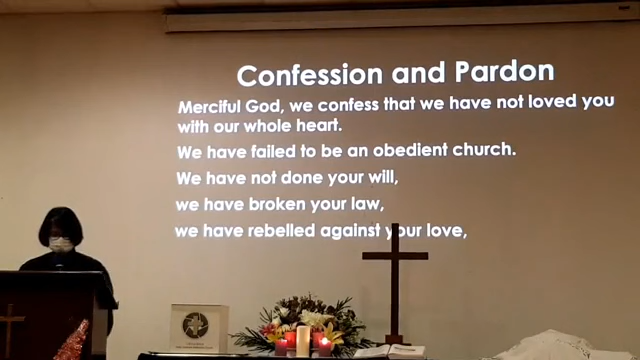 Confession and Pardon
Merciful God, we confess that we have not loved you
with our whole heart.
We have failed to be an obedient church.
We have not done your will,
we have broken your law,
we have rebelled against your love,